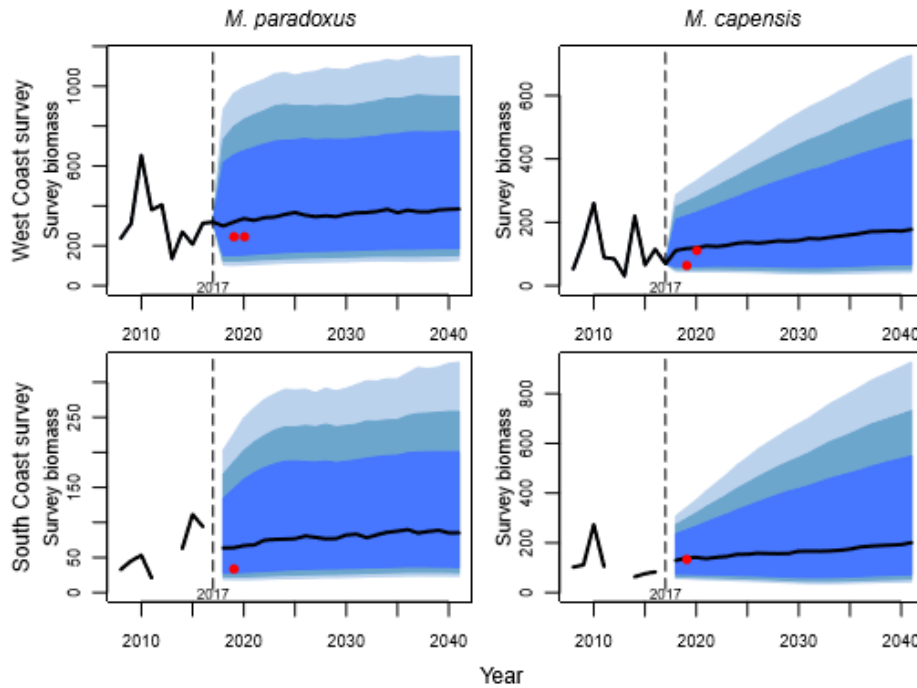 M. paradoxus
M. capensis
West Coast survey
Survey biomass
0 200 600 1000
2017
2010 2020 2030 2040
0 200 400 600
2017
2010 2020 2030 2040
South Coast survey
Survey biomass
0 50 150 250
2017
2010 2020 2030 2040
Survey biomass
0 200 400 600 800
2017
2010 2020 2030 2040
Survey biomass
Year